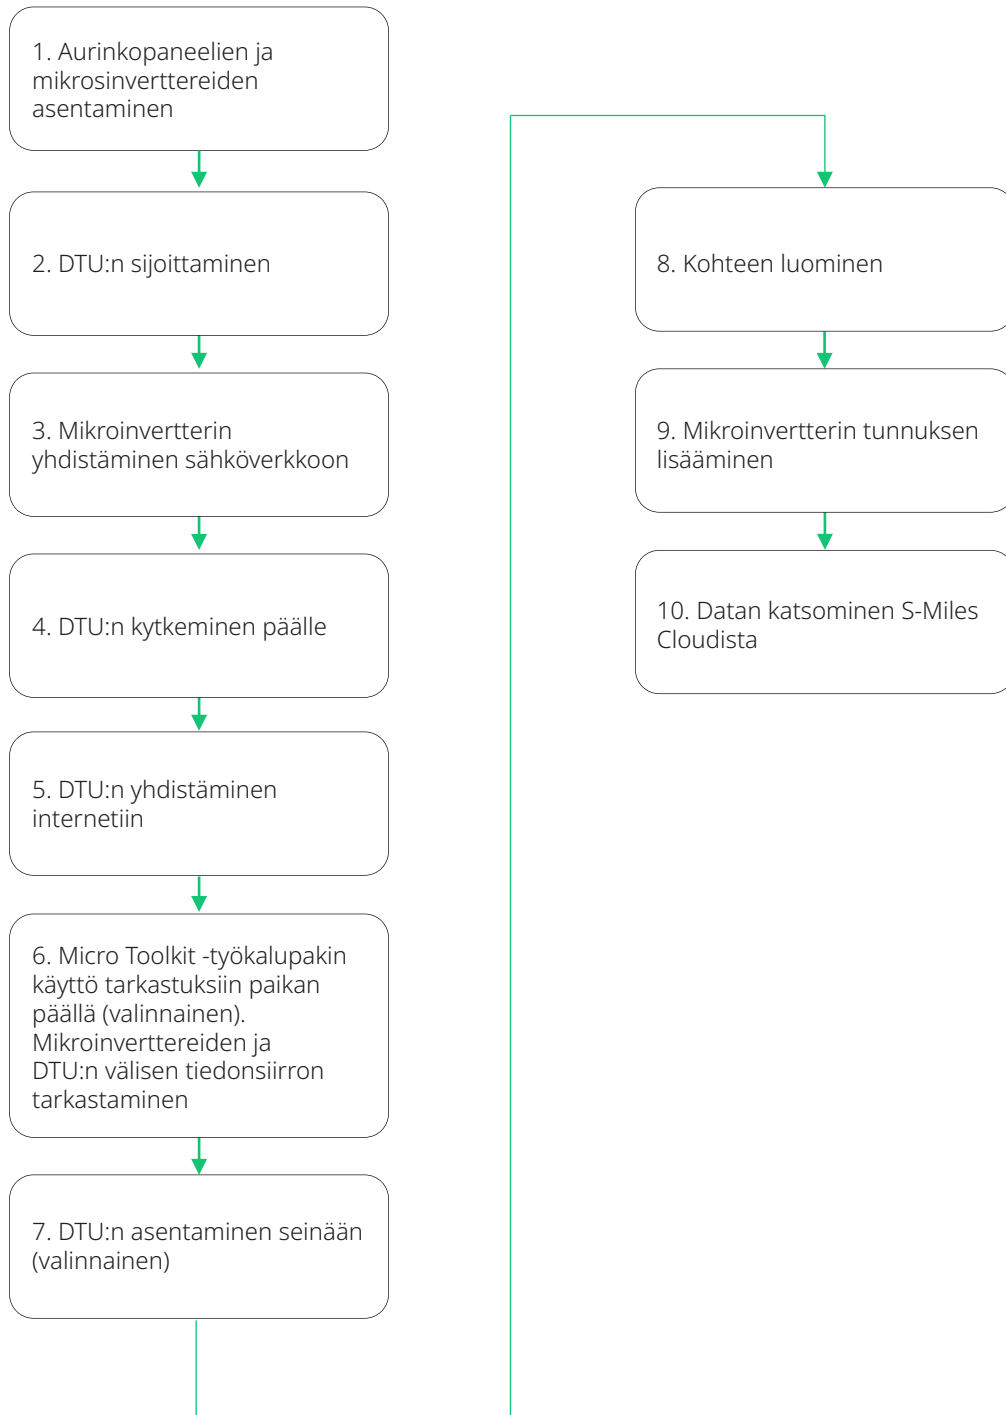 1. Aurinkopaneelien ja
mikrosinverttereiden
asentaminen
2. DTU:n sijoittaminen
3. Mikroinvertterin
yhdistäminen sähköverkkoon
4. DTU:n kytkeminen päälle
5. DTU:n yhdistäminen
internetiin
6. Micro Toolkit -työkalupakin
käyttö tarkastuksiin paikan
päällä (valinnainen).
Mikroinverttereiden ja
DTU:n välisen tiedonsiirron
tarkastaminen
7. DTU:n asentaminen seinään
(valinnainen)
8. Kohteen luominen
9. Mikroinvertterin tunnuksen
lisääminen
10. Datan katsominen S-Miles
Cloudista